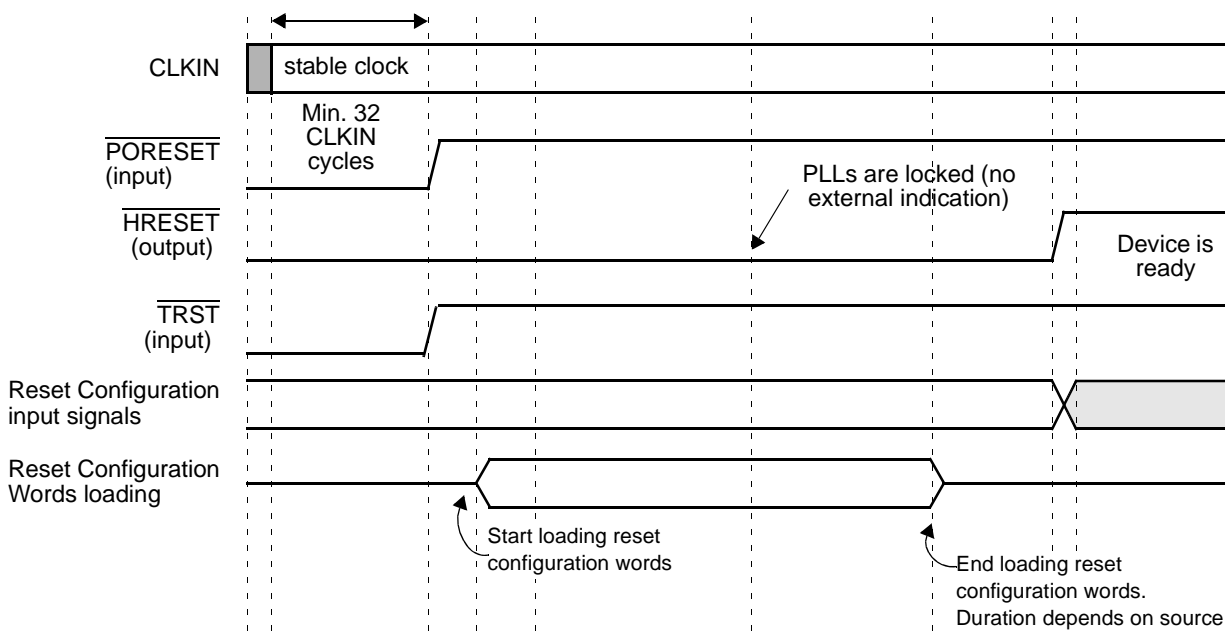 CLKIN
stable clock
Min. 32
CLKIN
cycles
PORESET
(input)
PLLs are locked (no
external indication)
HRESET
(output)
Device is
ready
TRST
(input)
Reset Configuration
input signals
Reset Configuration
Words loading
Start loading reset
configuration words
End loading reset
configuration words.
Duration depends on source